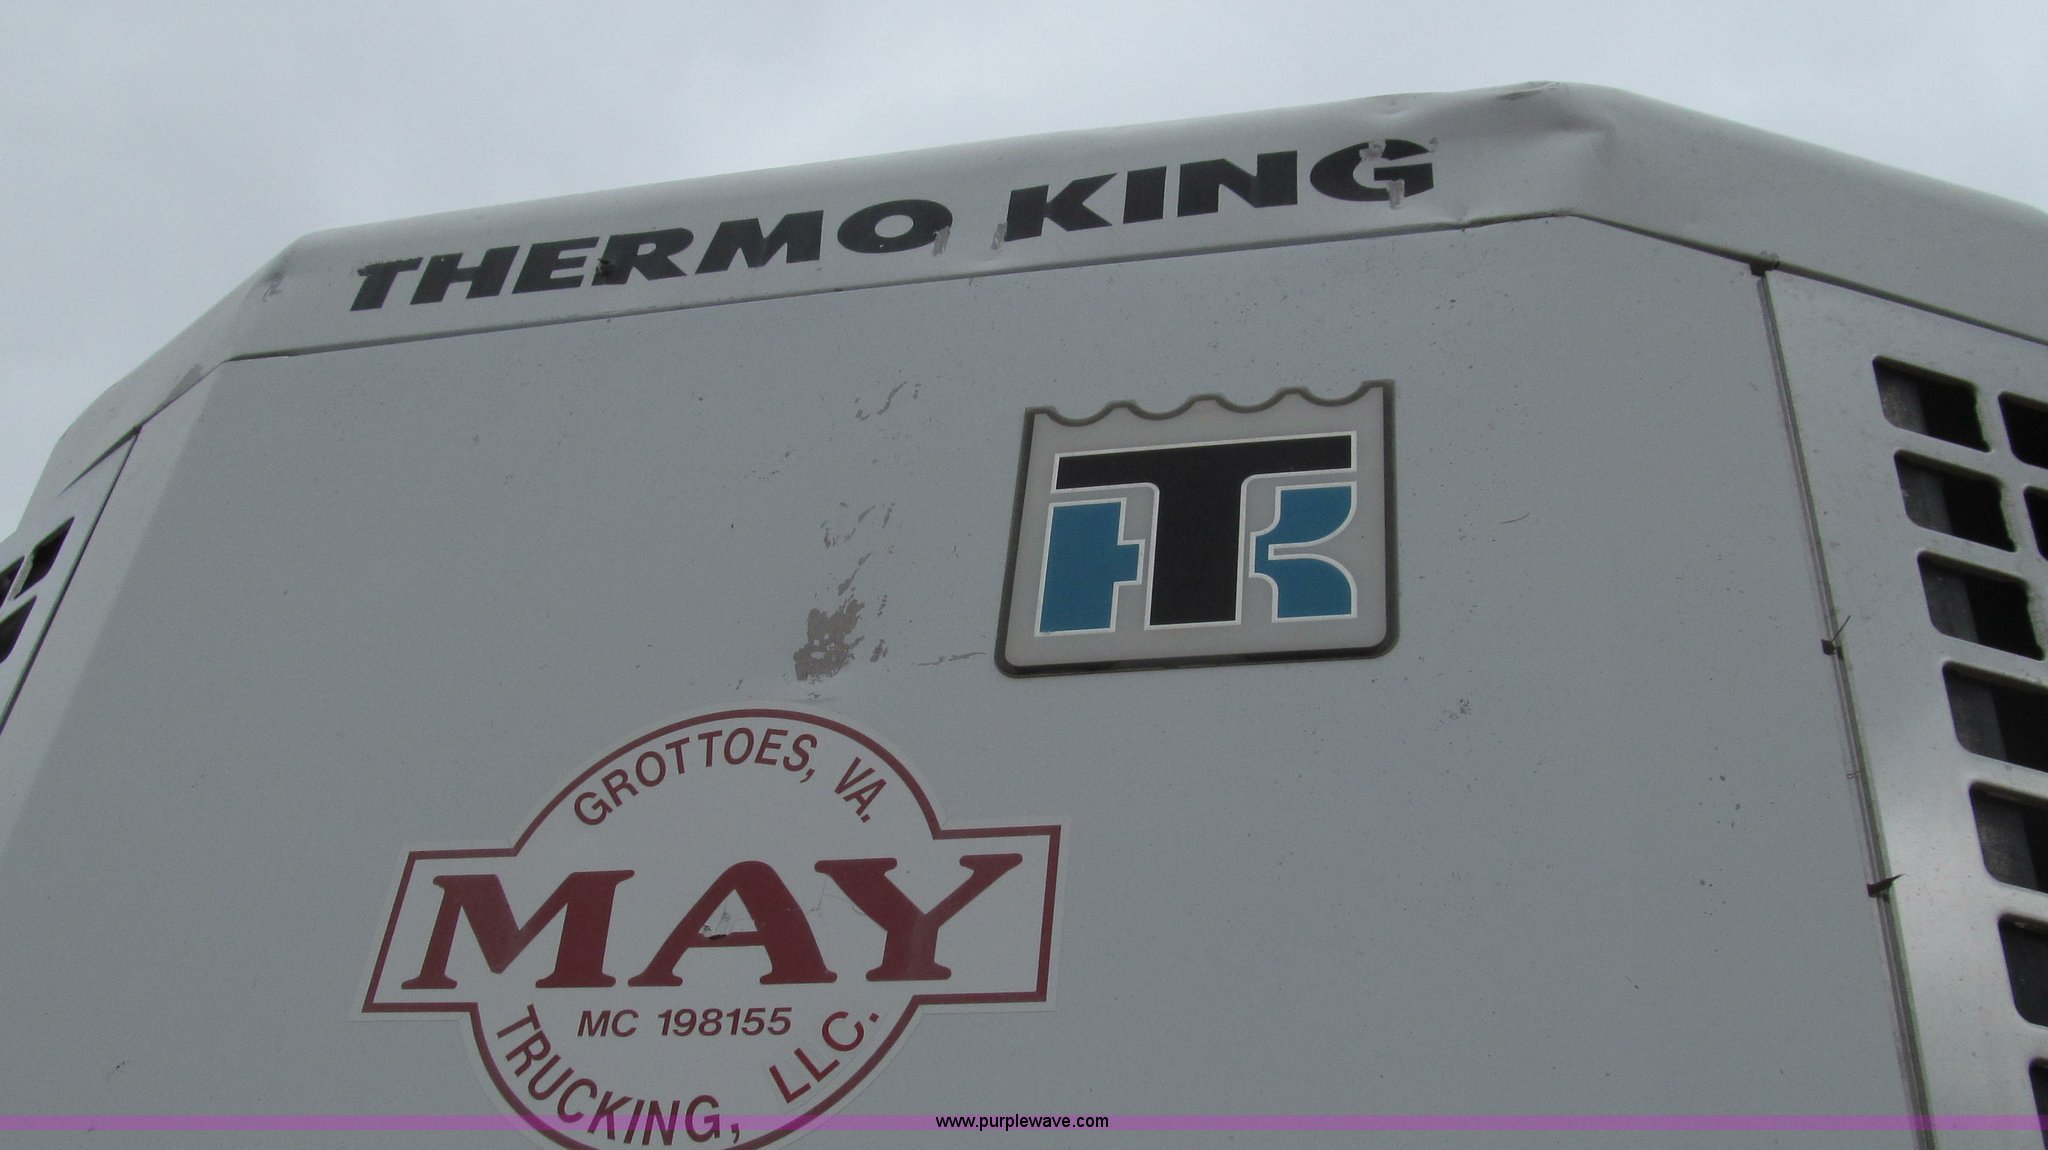 THERMO KING
TK
GROTTOES, VA.
MAY
MC 198155
TRUCKING, LLC.
www.purplewave.com